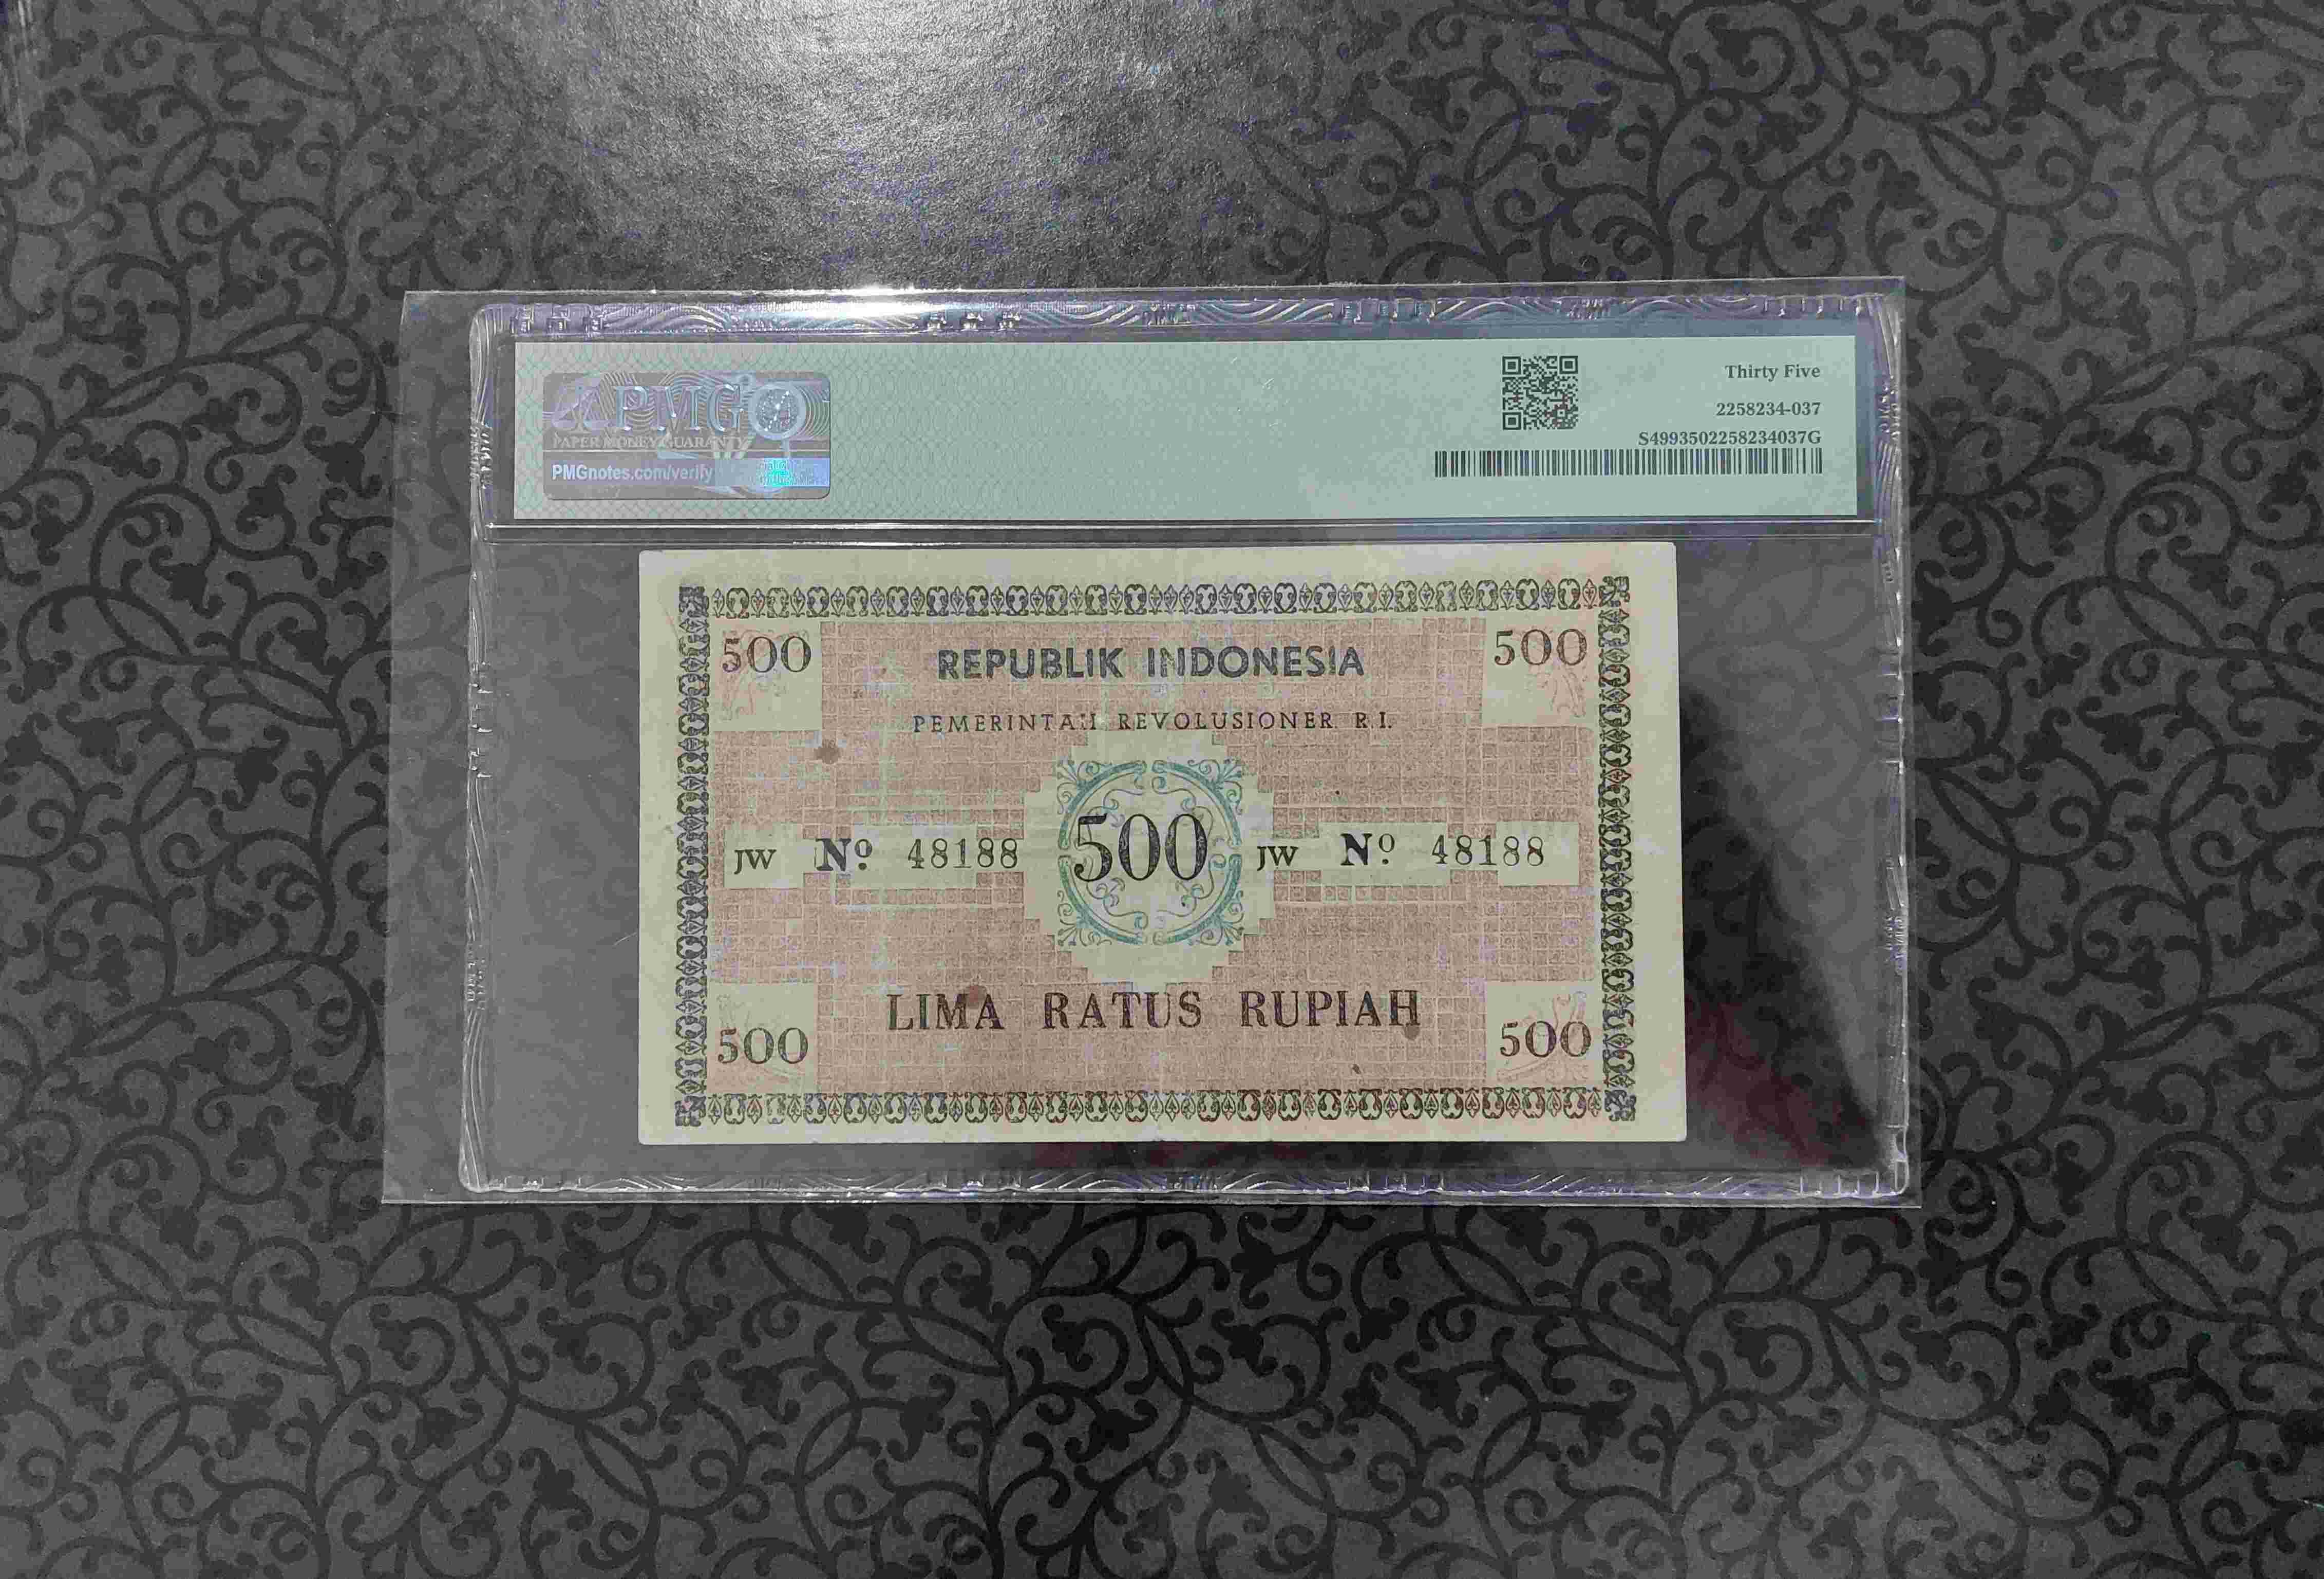 PMG
PAPER MONEY GUARANTY
PMGnotes.com/verify
Thirty Five
2258234-037
S4993502258234037G
500 REPUBLIK INDONESIA 500
PEMERINTAH REVOLUSIONER R.I.
JW Nº 48188 500 JW Nº 48188
LIMA RATUS RUPIAH
500 500